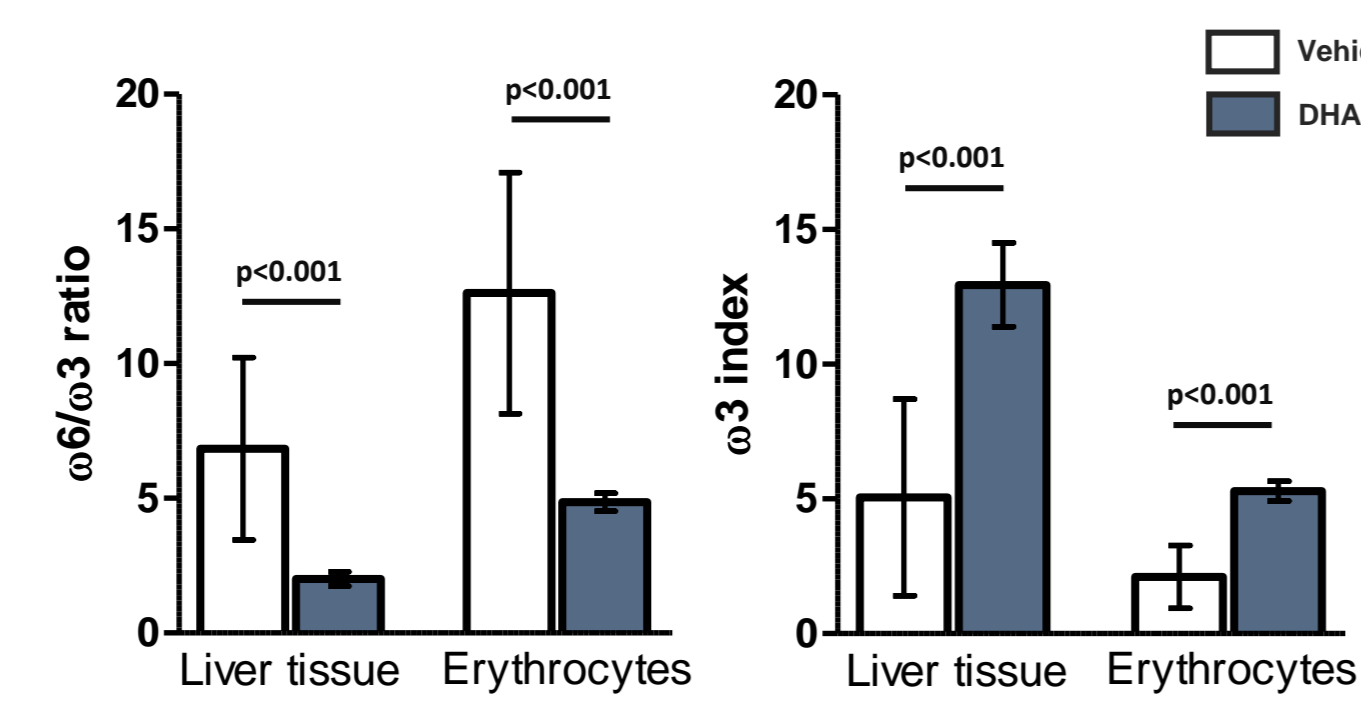 Vehic
DHA
20
15
10
5
0
ω6/ω3 ratio
p<0.001
p<0.001
Liver tissue
Erythrocytes
20
15
10
5
0
ω3 index
p<0.001
p<0.001
Liver tissue
Erythrocytes